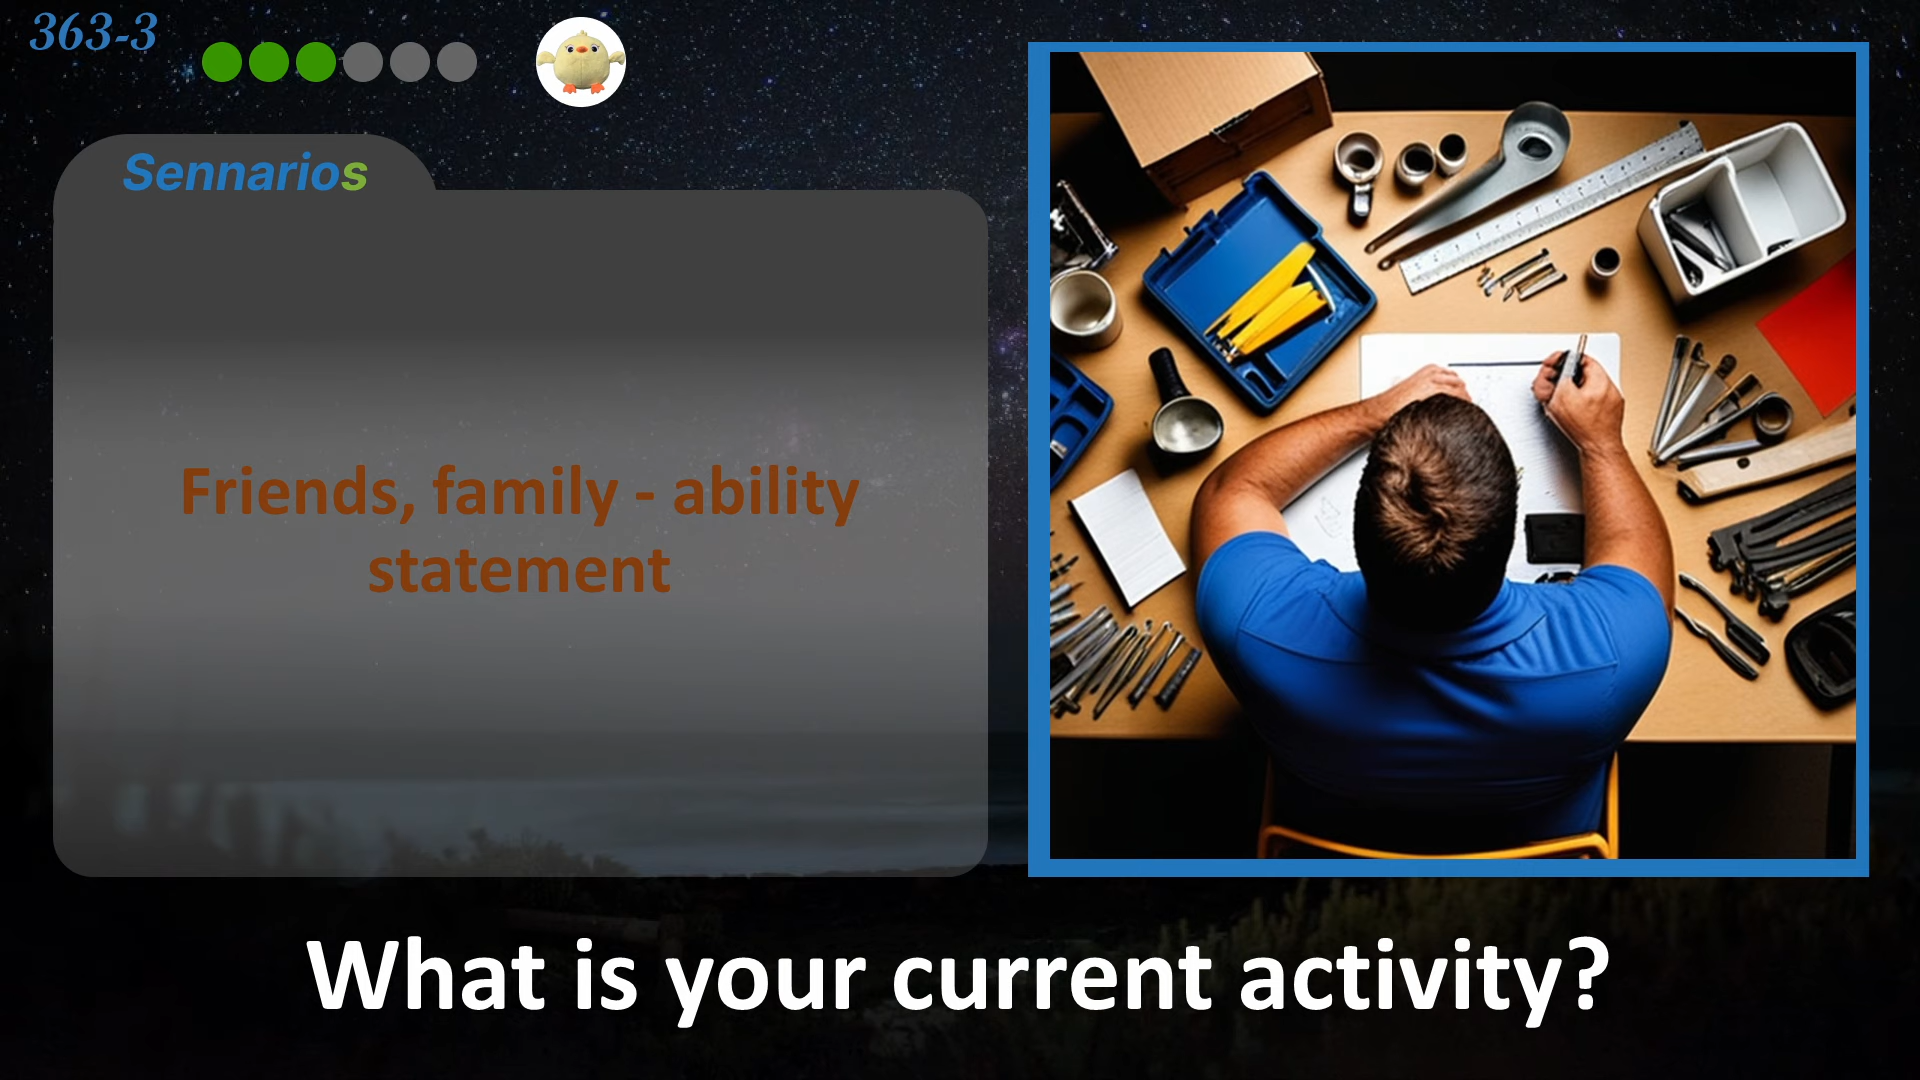 363-3
Sennarios
Friends, family - ability
statement
What is your current activity?